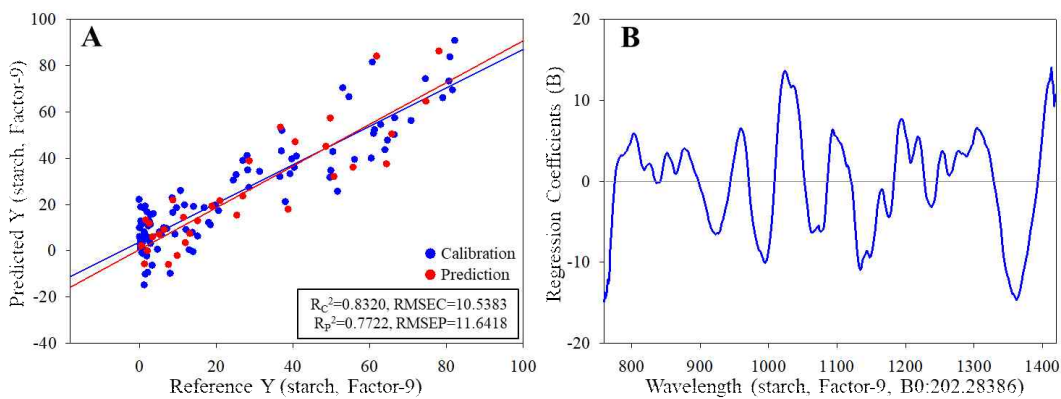 A
Predicted Y (starch, Factor-9)
100
80
60
40
20
0
-20
-40
Calibration
Prediction
R_C²=0.8320, RMSEC=10.5383
R_P²=0.7722, RMSEP=11.6418
0 20 40 60 80 100
Reference Y (starch, Factor-9)
B
Regression Coefficients (B)
20
10
0
-10
-20
800 900 1000 1100 1200 1300 1400
Wavelength (starch, Factor-9, B0:202.28386)